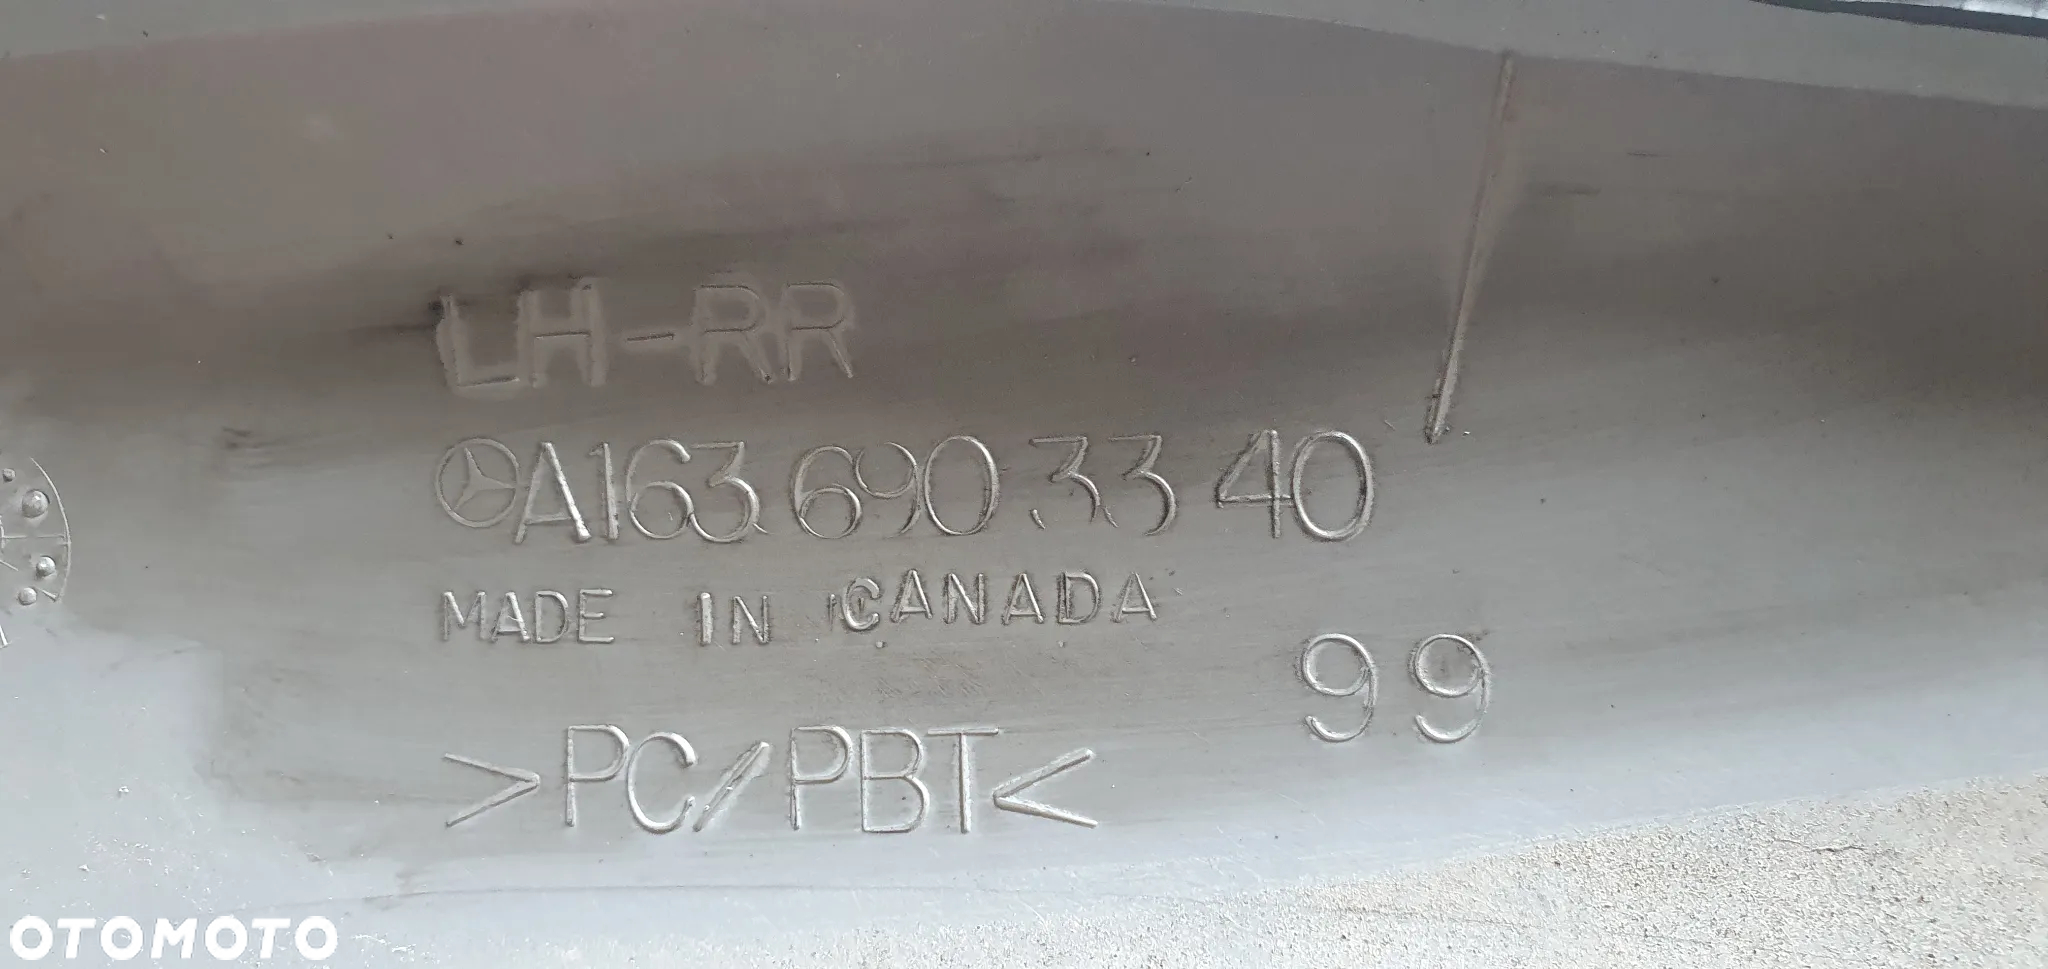 LH-RR
A163 690 33 40
MADE IN CANADA
99
>PC/PBT<
OTOMOTO